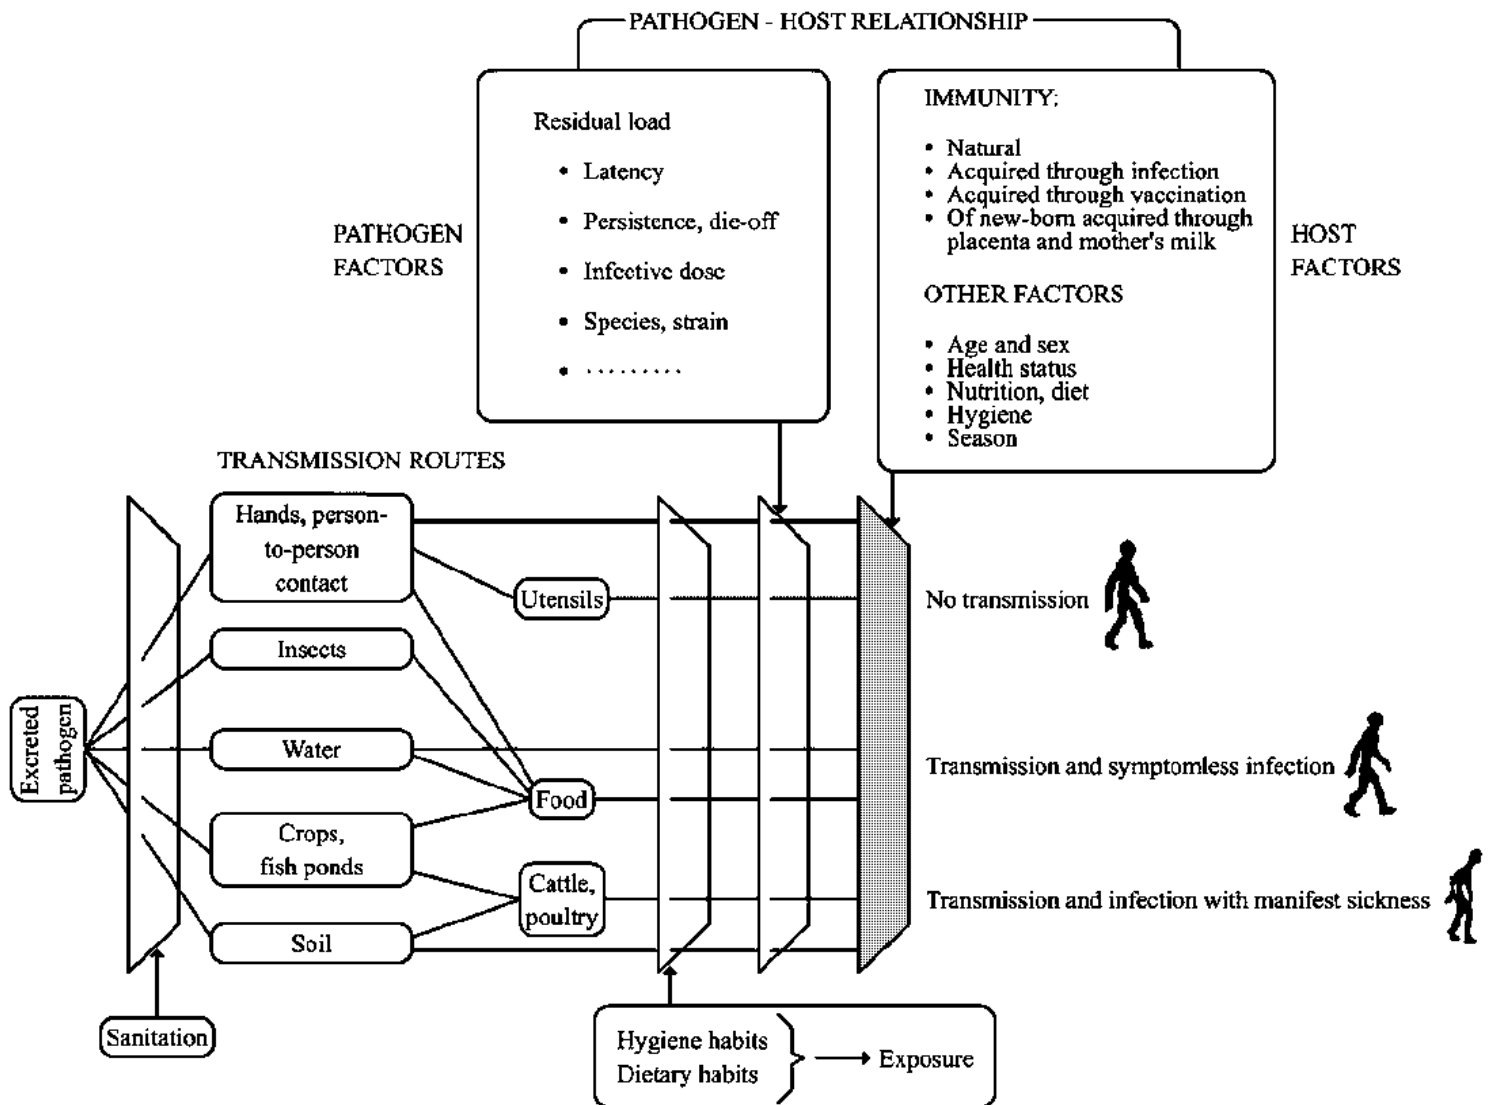 PATHOGEN - HOST RELATIONSHIP
PATHOGEN
FACTORS
Residual load
• Latency
• Persistence, die-off
• Infective dose
• Species, strain
• .........
IMMUNITY:
• Natural
• Acquired through infection
• Acquired through vaccination
• Of new-born acquired through
placenta and mother's milk
OTHER FACTORS
• Age and sex
• Health status
• Nutrition, diet
• Hygiene
• Season
HOST
FACTORS
TRANSMISSION ROUTES
Hands, person-
to-person
contact
Utensils
Insects
Excreted
pathogen
Water
Food
Crops,
fish ponds
Cattle,
poultry
Soil
No transmission
Transmission and symptomless infection
Transmission and infection with manifest sickness
Sanitation
Hygiene habits
Dietary habits
Exposure